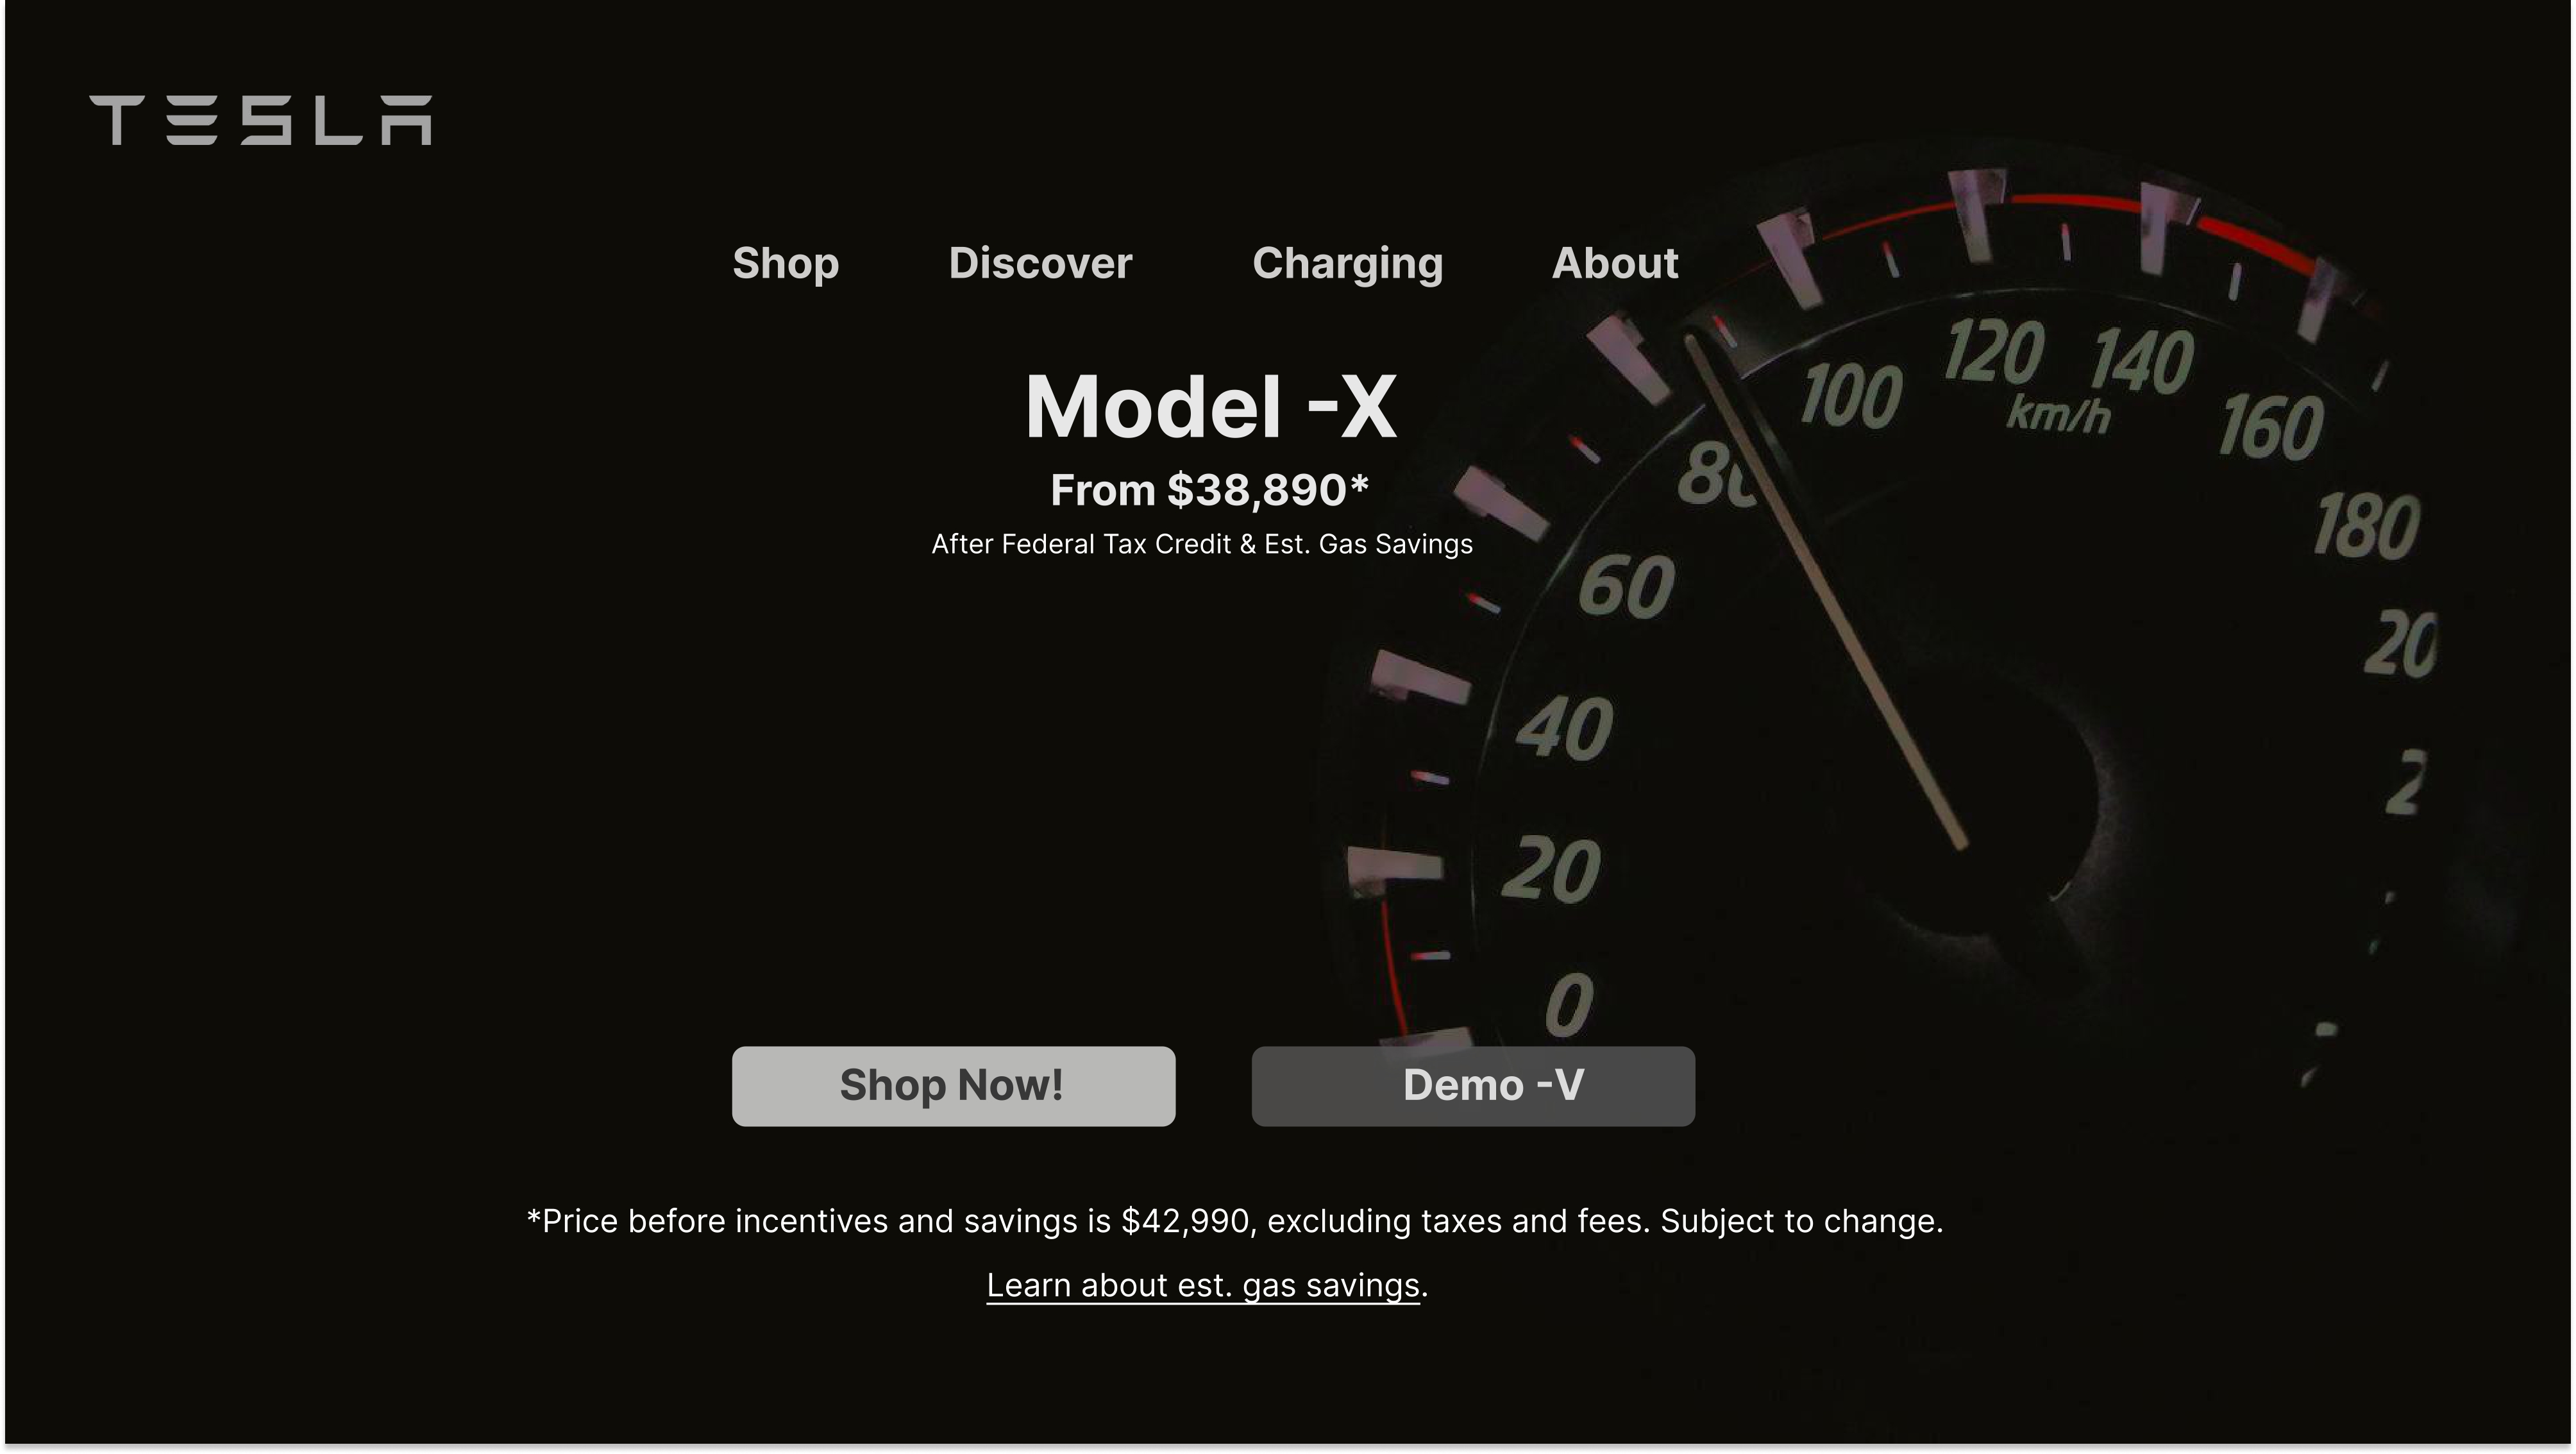 TESLA
Shop Discover Charging About
Model -X
From $38,890*
After Federal Tax Credit & Est. Gas Savings
120 140
100 km/h 160
80
180
60
20
40
2
20
0
Shop Now! Demo -V
*Price before incentives and savings is $42,990, excluding taxes and fees. Subject to change.
Learn about est. gas savings.